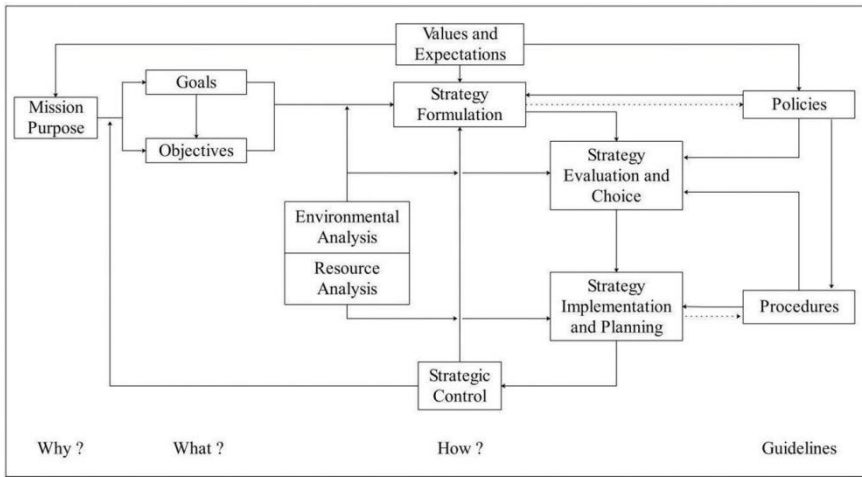 Values and
Expectations
Goals
Mission
Purpose
Objectives
Strategy
Formulation
Policies
Strategy
Evaluation and
Choice
Environmental
Analysis
Resource
Analysis
Strategy
Implementation
and Planning
Procedures
Strategic
Control
Why ?
What ?
How ?
Guidelines